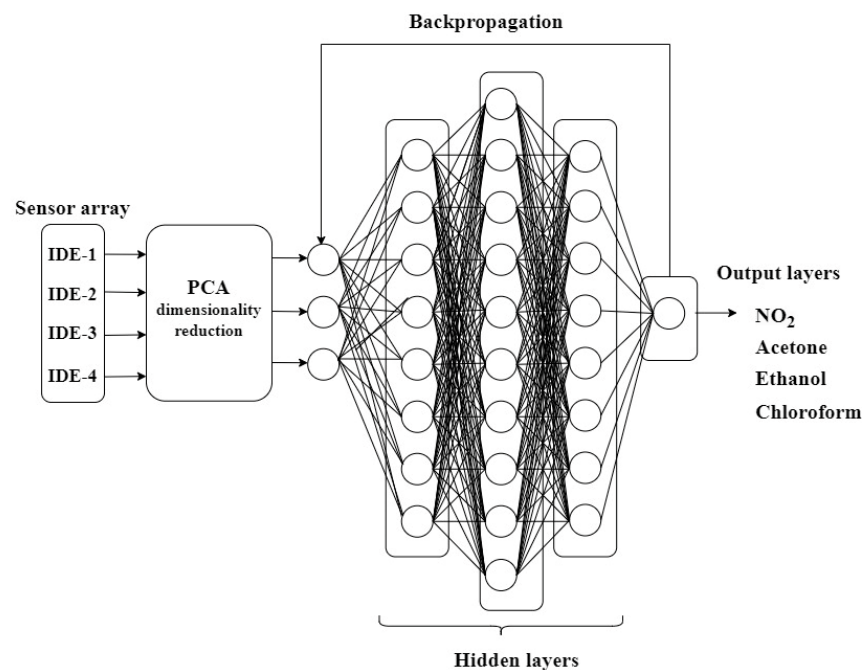 Backpropagation
Sensor array
IDE-1
IDE-2
IDE-3
IDE-4
PCA
dimensionality
reduction
Output layers
NO2
Acetone
Ethanol
Chloroform
Hidden layers